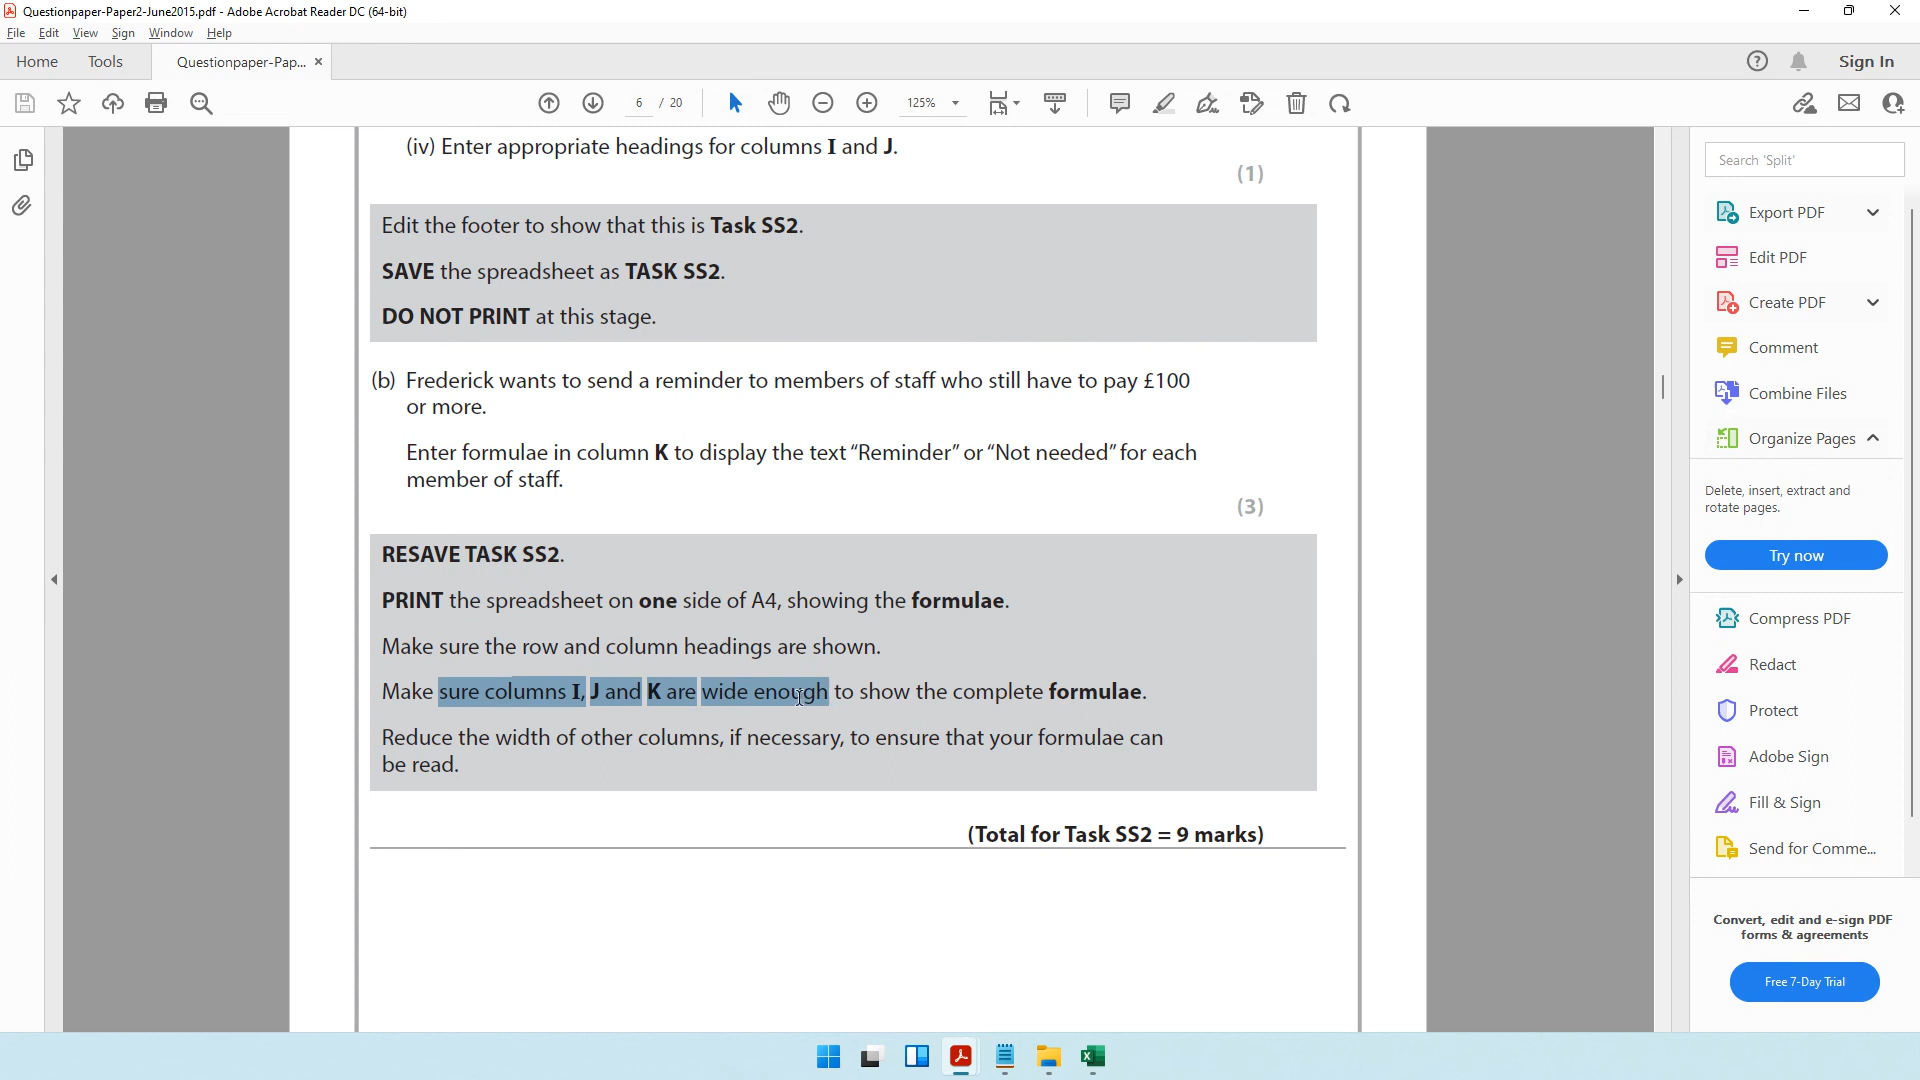 Questionpaper-Paper2-June2015.pdf - Adobe Acrobat Reader DC (64-bit)
File Edit View Sign Window Help
Home Tools Questionpaper-Pap... × Sign In
6 / 20 125%
(iv) Enter appropriate headings for columns I and J.
(1)
Edit the footer to show that this is Task SS2.
SAVE the spreadsheet as TASK SS2.
DO NOT PRINT at this stage.
(b) Frederick wants to send a reminder to members of staff who still have to pay £100
or more.
Enter formulae in column K to display the text “Reminder” or “Not needed” for each
member of staff.
(3)
RESAVE TASK SS2.
PRINT the spreadsheet on one side of A4, showing the formulae.
Make sure the row and column headings are shown.
Make sure columns I, J and K are wide enough to show the complete formulae.
Reduce the width of other columns, if necessary, to ensure that your formulae can
be read.
(Total for Task SS2 = 9 marks)
Search 'Split'
Export PDF
Edit PDF
Create PDF
Comment
Combine Files
Organize Pages
Delete, insert, extract and
rotate pages.
Try now
Compress PDF
Redact
Protect
Adobe Sign
Fill & Sign
Send for Comme...
Convert, edit and e-sign PDF
forms & agreements
Free 7-Day Trial